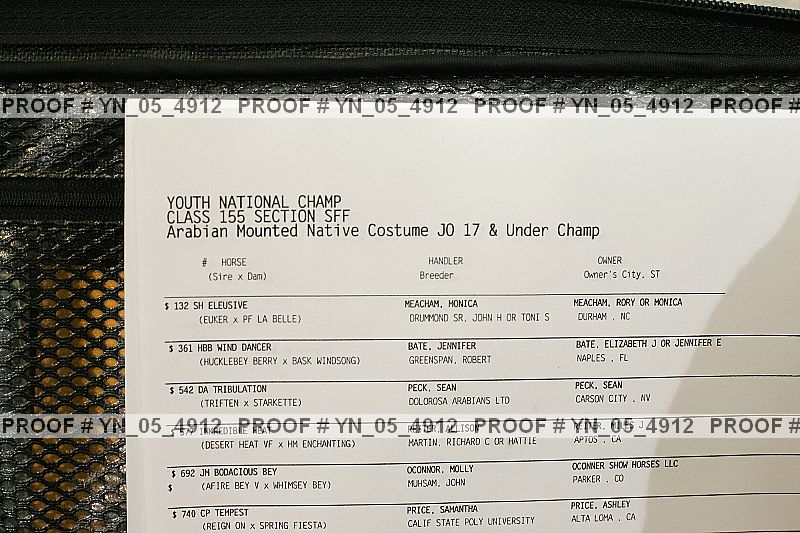 PROOF # YN_05_4912 PROOF # YN_05_4912 PROOF # YN_05_4912 PROOF #
YOUTH NATIONAL CHAMP
CLASS 155 SECTION SFF
Arabian Mounted Native Costume JO 17 & Under Champ
# HORSE HANDLER OWNER
(Sire x Dam) Breeder Owner's City, ST
$ 132 SH ELEUSIVE MEACHAM, MONICA MEACHAM, RORY OR MONICA
(EUKER x PF LA BELLE) DRUMMOND SR, JOHN H OR TONI S DURHAM , NC
$ 361 HBB WIND DANCER BATE, JENNIFER BATE, ELIZABETH J OR JENNIFER E
(HUCKLEBEY BERRY x BASK WINDSONG) GREENSPAN, ROBERT NAPLES , FL
$ 542 DA TRIBULATION PECK, SEAN PECK, SEAN
(TRIFTEN x STARKETTE) DOLOROSA ARABIANS LTD CARSON CITY , NV
PROOF # YN_05_4912 PROOF # YN_05_4912 PROOF # YN_05_4912 PROOF #
(DESERT HEAT VF x HM ENCHANTING) MARTIN, RICHARD C OR HATTIE APTOS , CA
$ 692 JM BODACIOUS BEY OCONNOR, MOLLY OCONNER SHOW HORSES LLC
$ (AFIRE BEY V x WHIMSEY BEY) MUHSAM, JOHN PARKER , CO
$ 740 CP TEMPEST PRICE, SAMANTHA PRICE, ASHLEY
(REIGN ON x SPRING FIESTA) CALIF STATE POLY UNIVERSITY ALTA LOMA , CA